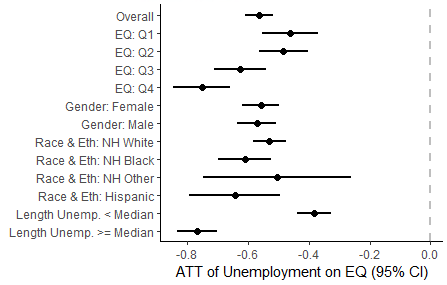 Overall
EQ: Q1
EQ: Q2
EQ: Q3
EQ: Q4
Gender: Female
Gender: Male
Race & Eth: NH White
Race & Eth: NH Black
Race & Eth: NH Other
Race & Eth: Hispanic
Length Unemp. < Median
Length Unemp. >= Median
-0.8 -0.6 -0.4 -0.2 0.0
ATT of Unemployment on EQ (95% CI)